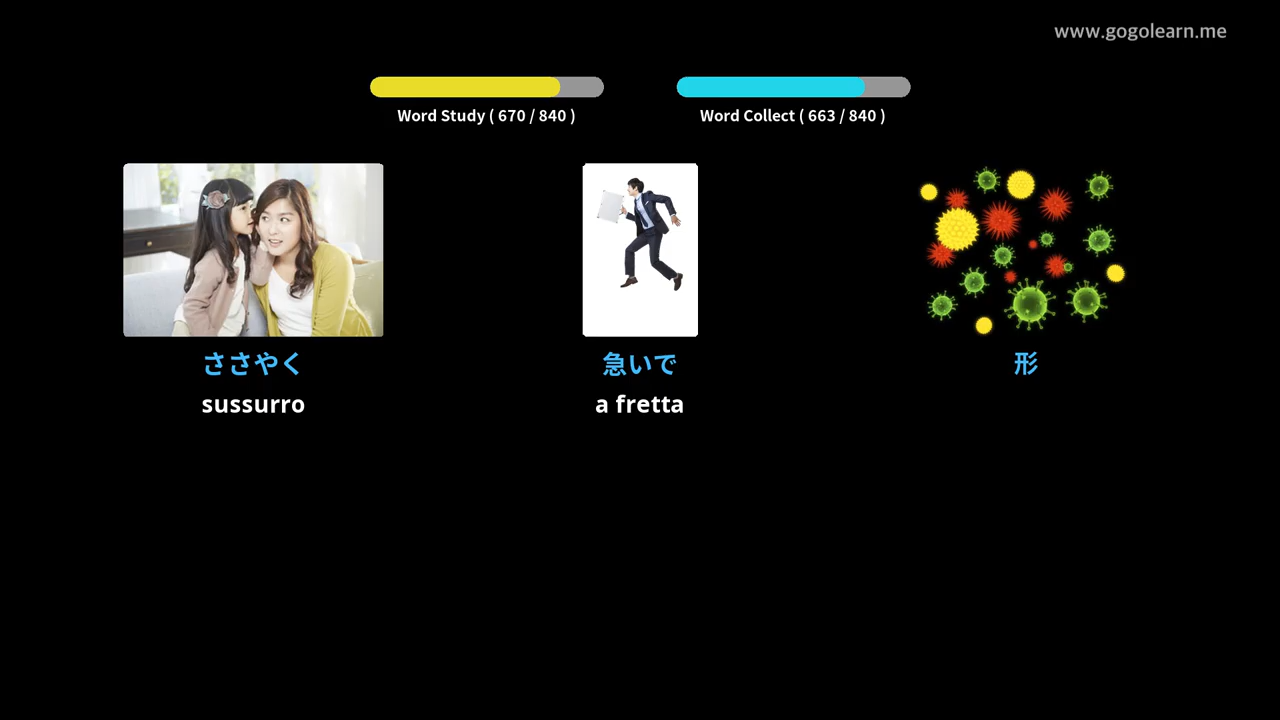 www.gogolearn.me
Word Study ( 670 / 840 )
Word Collect ( 663 / 840 )
ささやく
急いで
形
sussurro
a fretta